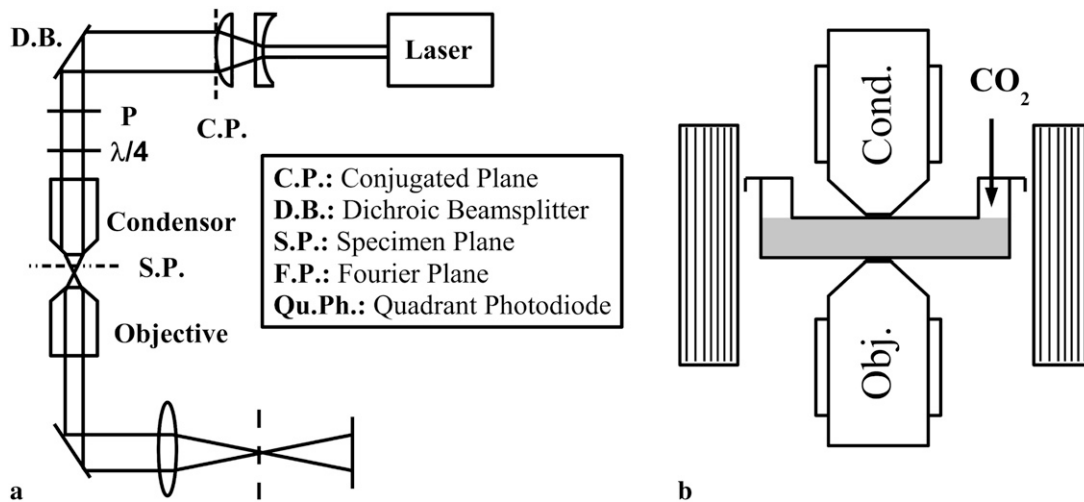 D.B.
Laser
P
λ/4
C.P.
C.P.: Conjugated Plane
D.B.: Dichroic Beamsplitter
S.P.: Specimen Plane
F.P.: Fourier Plane
Qu.Ph.: Quadrant Photodiode
Condensor
S.P.
Objective
a
Cond.
CO₂
Obj.
b